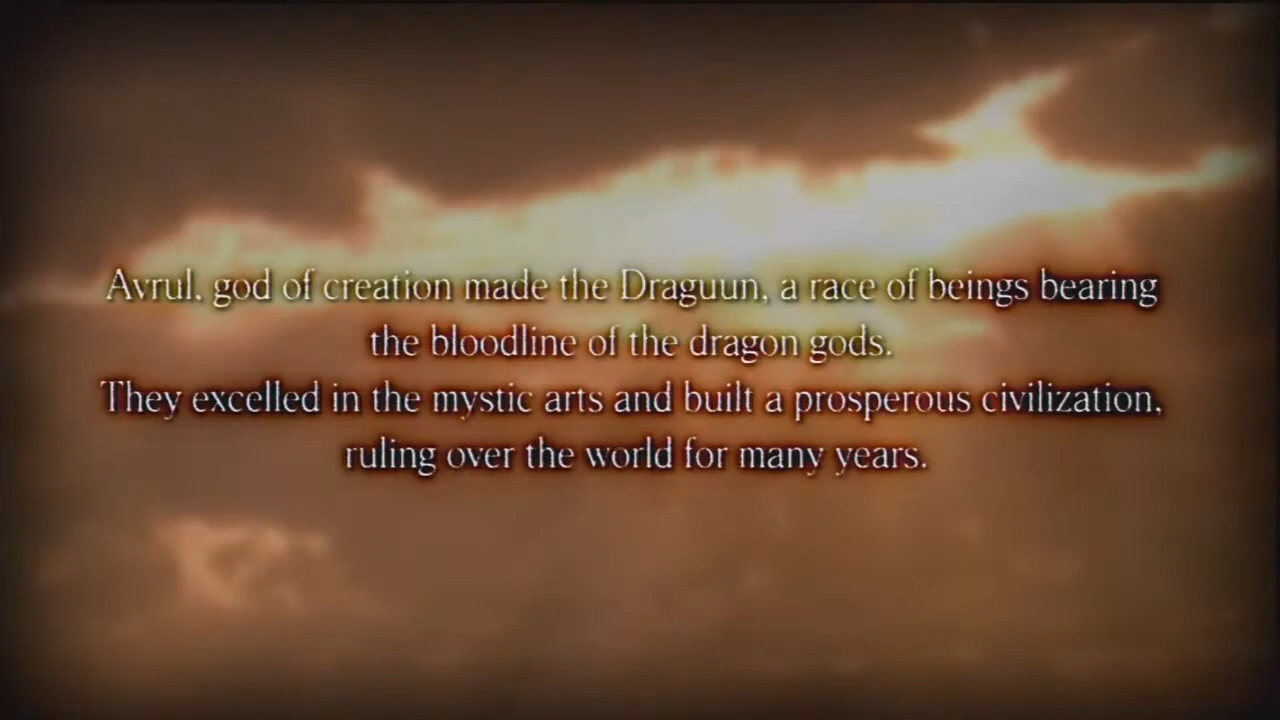 Avrul, god of creation made the Draguun, a race of beings bearing
the bloodline of the dragon gods.
They excelled in the mystic arts and built a prosperous civilization,
ruling over the world for many years.